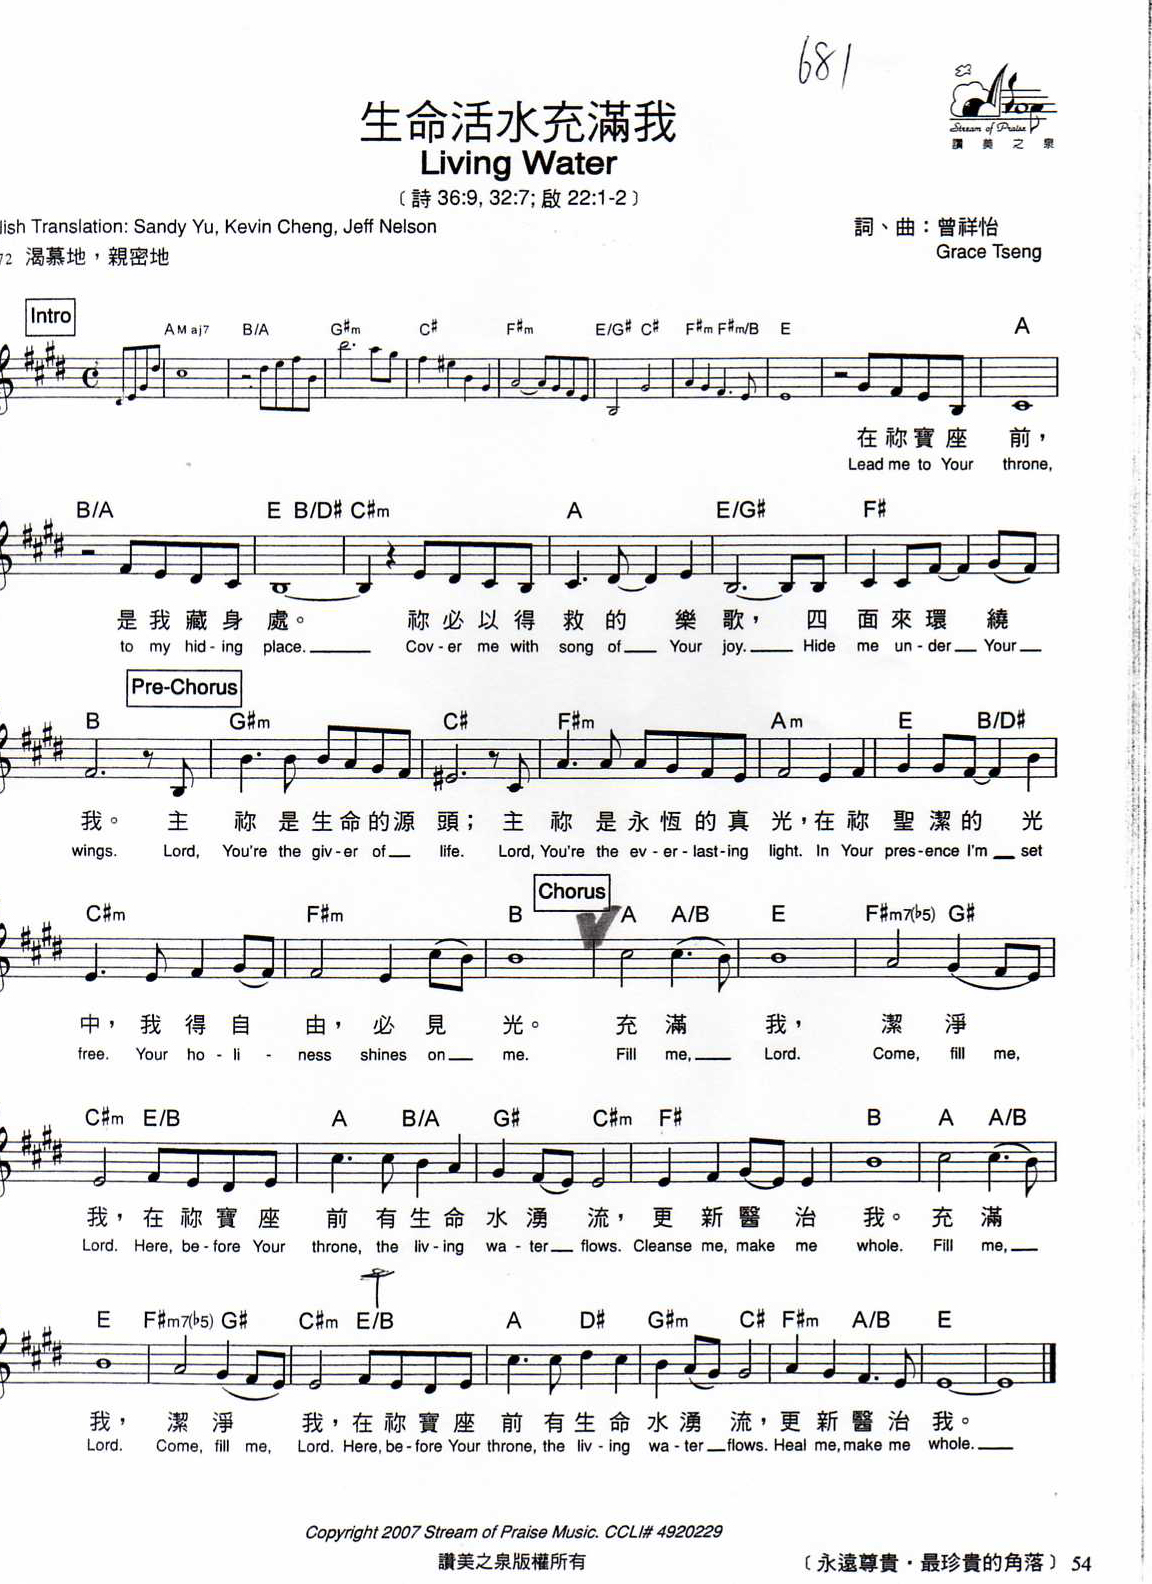 681
Stream of Praise
讚美之泉
生命活水充滿我
Living Water
（詩 36:9, 32:7; 啟 22:1-2）
lish Translation: Sandy Yu, Kevin Cheng, Jeff Nelson
詞、曲：曾祥怡
72 渴慕地，親密地
Grace Tseng
Intro
AMaj7 B/A G#m C# F#m E/G# C# F#m F#m/B E A
在祢寶座 前，
Lead me to Your throne,
B/A E B/D# C#m A E/G# F#
是我藏身處。 祢必以得救的樂歌，四面來環繞
to my hid-ing place. Cov-er me with song of Your joy. Hide me un-der Your
Pre-Chorus
B G#m C# F#m Am E B/D#
我。主祢是生命的源頭；主祢是永恆的真光，在祢聖潔的光
wings. Lord, You're the giv-er of life. Lord, You're the ev-er-last-ing light. In Your pres-ence I'm set
Chorus
C#m F#m B A A/B E F#m7(b5) G#
中，我得自由，必見光。 充滿我，潔淨
free. Your ho-li-ness shines on me. Fill me, Lord. Come, fill me,
C#m E/B A B/A G# C#m F# B A A/B
我，在祢寶座前有生命水湧流，更新醫治我。充滿
Lord. Here, be-fore Your throne, the liv-ing wa-ter flows. Cleanse me, make me whole. Fill me,
E F#m7(b5) G# C#m E/B A D# G#m C# F#m A/B E
我，潔淨我，在祢寶座前有生命水湧流，更新醫治我。
Lord. Come, fill me, Lord. Here, be-fore Your throne, the liv-ing wa-ter flows. Heal me, make me whole.
Copyright 2007 Stream of Praise Music. CCLI# 4920229
讚美之泉版權所有
（永遠尊貴・最珍貴的角落）54